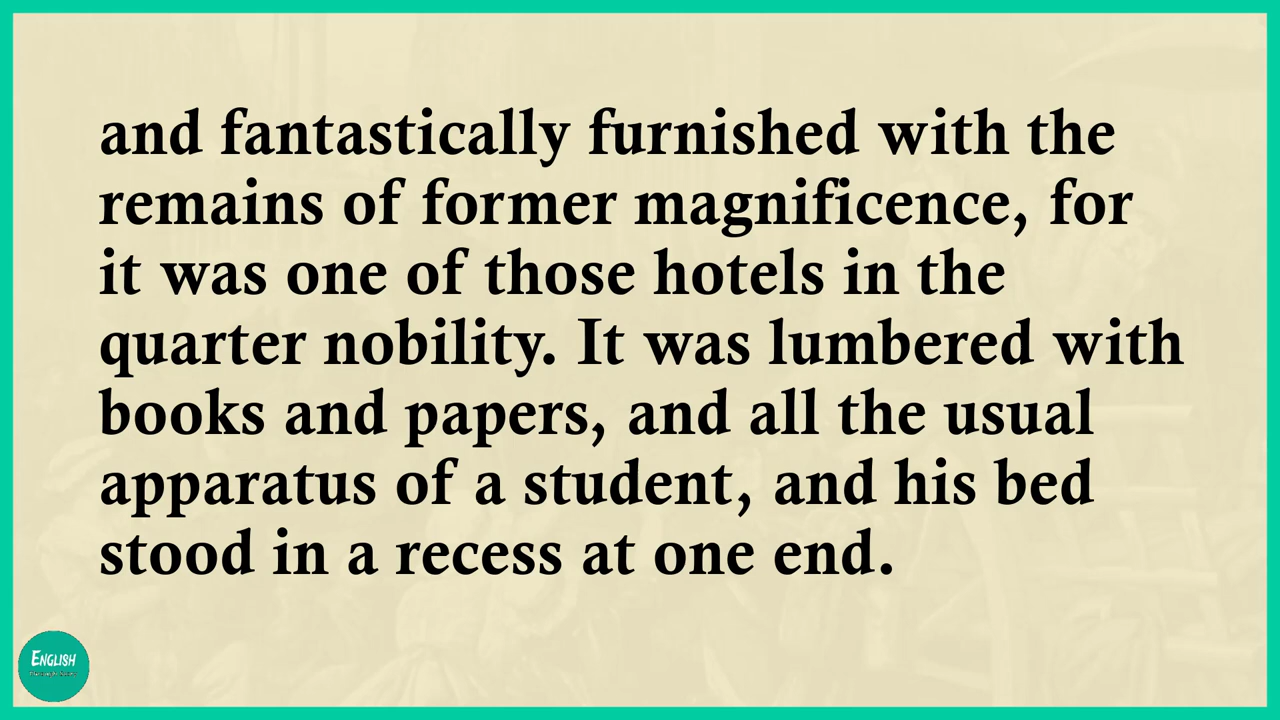 and fantastically furnished with the
remains of former magnificence, for
it was one of those hotels in the
quarter nobility. It was lumbered with
books and papers, and all the usual
apparatus of a student, and his bed
stood in a recess at one end.
ENGLISH